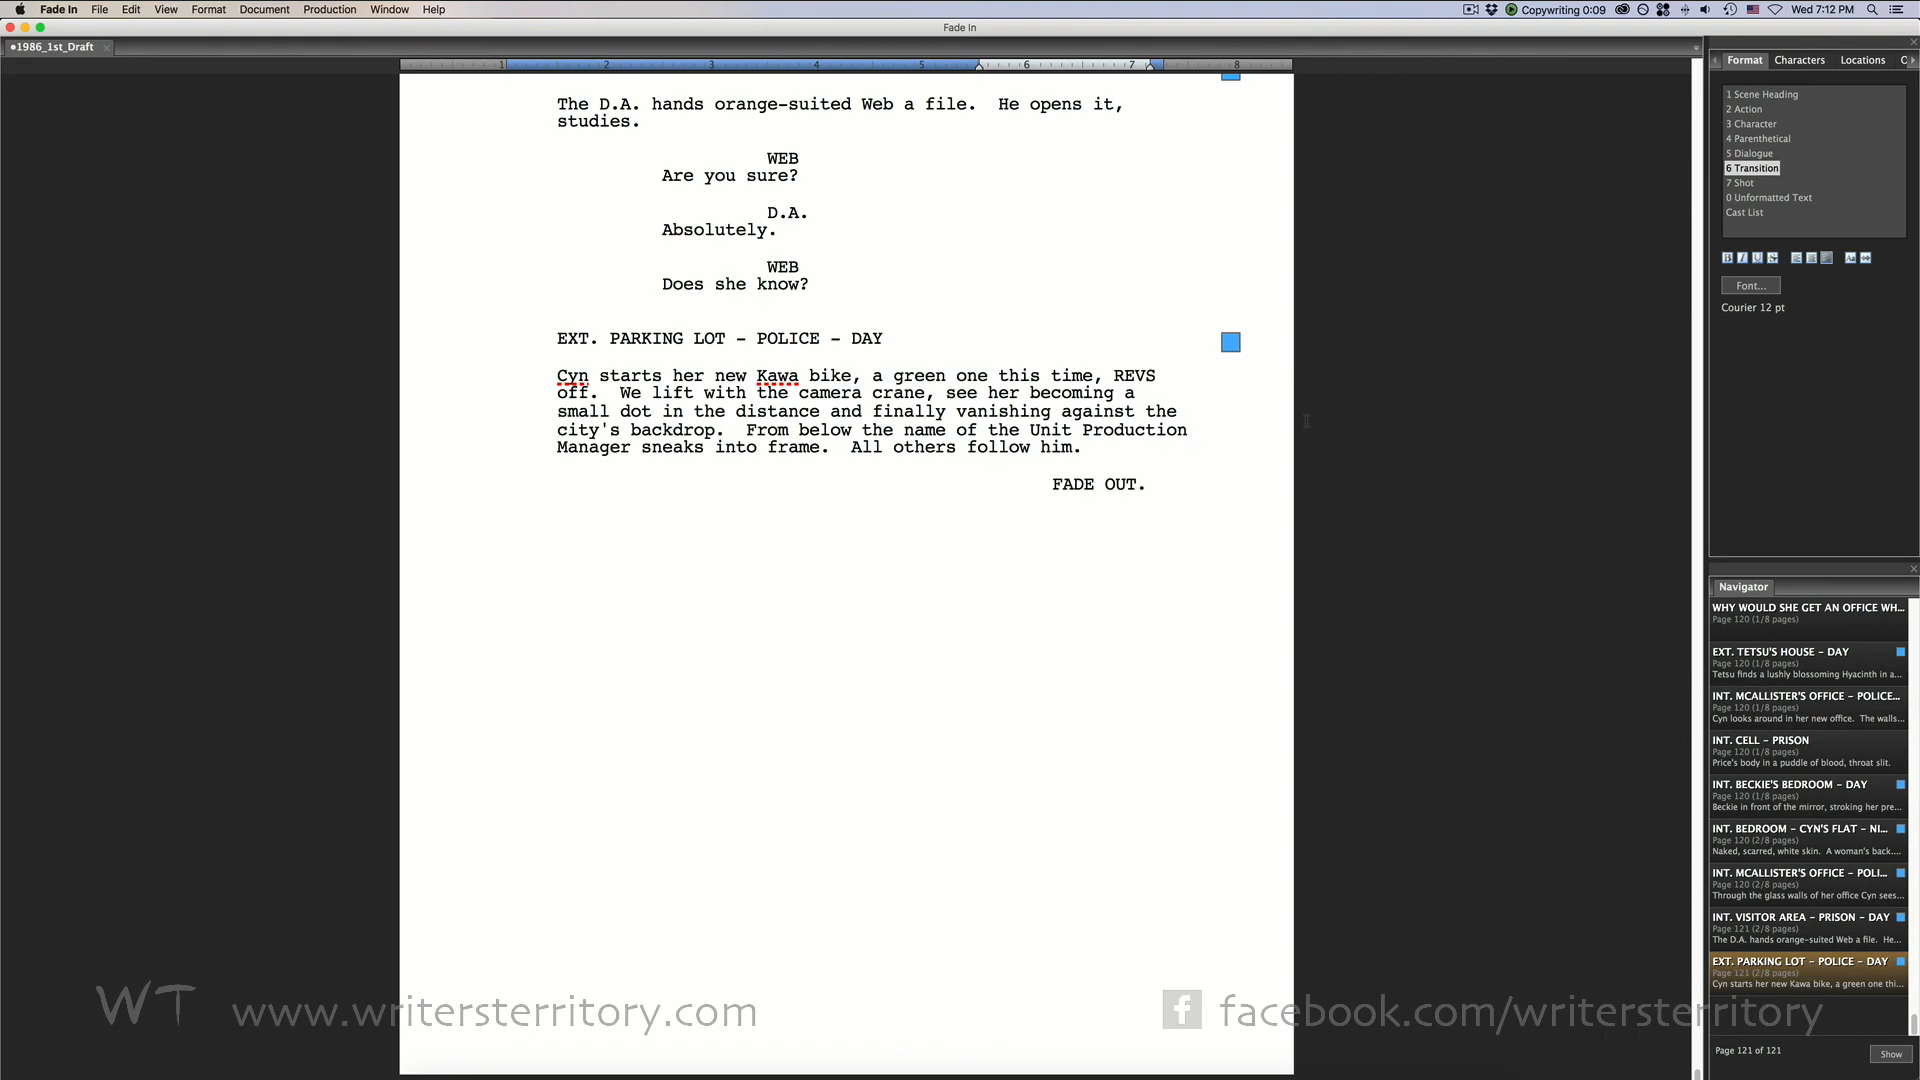 Fade In File Edit View Format Document Production Window Help
Copywriting 0:09 Wed 7:12 PM
Fade In
•1986_1st_Draft
1 2 3 4 5 6 7 8
The D.A. hands orange-suited Web a file.  He opens it,
studies.
WEB
Are you sure?
D.A.
Absolutely.
WEB
Does she know?
EXT. PARKING LOT – POLICE – DAY
Cyn starts her new Kawa bike, a green one this time, REVS
off.  We lift with the camera crane, see her becoming a
small dot in the distance and finally vanishing against the
city's backdrop.  From below the name of the Unit Production
Manager sneaks into frame.  All others follow him.
FADE OUT.
Format Characters Locations
1 Scene Heading
2 Action
3 Character
4 Parenthetical
5 Dialogue
6 Transition
7 Shot
0 Unformatted Text
Cast List
B I U S
Aa
Font...
Courier 12 pt
Navigator
WHY WOULD SHE GET AN OFFICE WH...
Page 120 (1/8 pages)
EXT. TETSU'S HOUSE – DAY
Page 120 (1/8 pages)
Tetsu finds a lushly blossoming Hyacinth in a...
INT. MCALLISTER'S OFFICE – POLICE...
Page 120 (1/8 pages)
Cyn looks around in her new office.  The walls...
INT. CELL – PRISON
Page 120 (1/8 pages)
Price's body in a puddle of blood, throat slit.
INT. BECKIE'S BEDROOM – DAY
Page 120 (1/8 pages)
Beckie in front of the mirror, stroking her pre...
INT. BEDROOM – CYN'S FLAT – NI...
Page 120 (2/8 pages)
Naked, scarred, white skin.  A woman's back....
INT. MCALLISTER'S OFFICE – POLI...
Page 120 (2/8 pages)
Through the glass walls of her office Cyn sees...
INT. VISITOR AREA – PRISON – DAY
Page 121 (2/8 pages)
The D.A. hands orange-suited Web a file.  He...
EXT. PARKING LOT – POLICE – DAY
Page 121 (2/8 pages)
Cyn starts her new Kawa bike, a green one thi...
Page 121 of 121
Show
WT www.writersterritory.com
f facebook.com/writersterritory